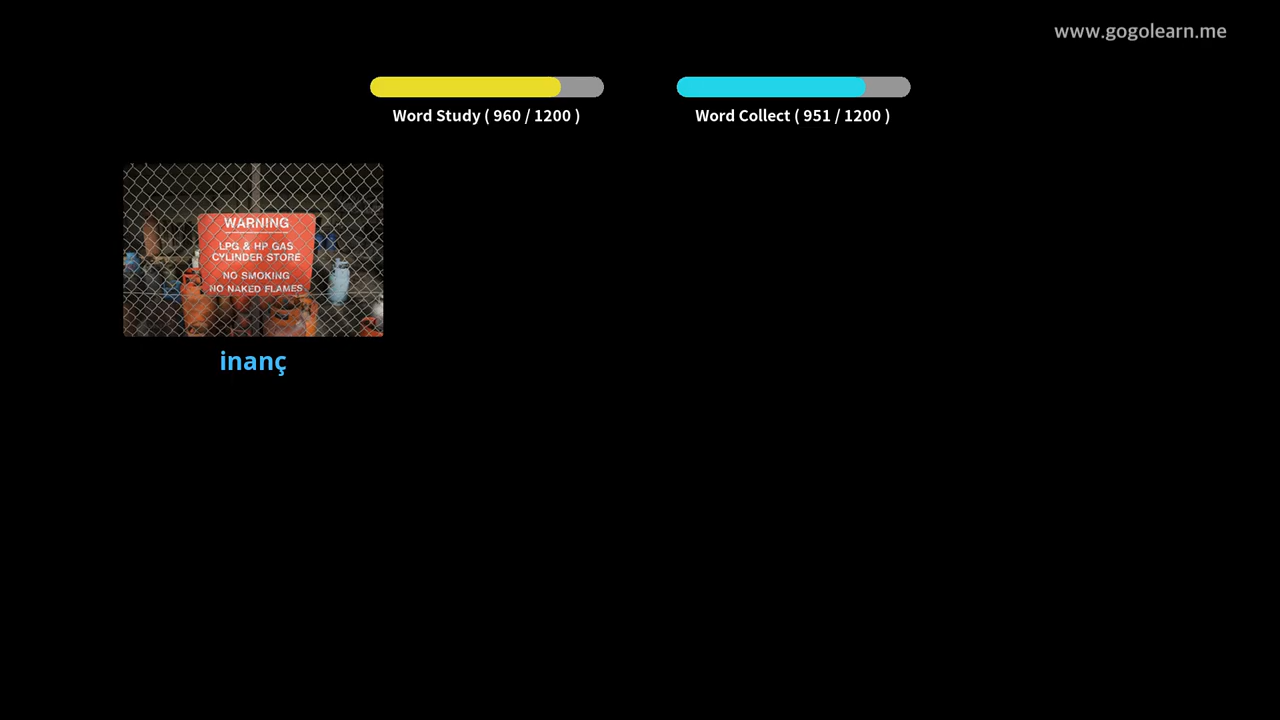 www.gogolearn.me
Word Study ( 960 / 1200 )
Word Collect ( 951 / 1200 )
WARNING
LPG & HP GAS
CYLINDER STORE
NO SMOKING
NO NAKED FLAMES
inanç